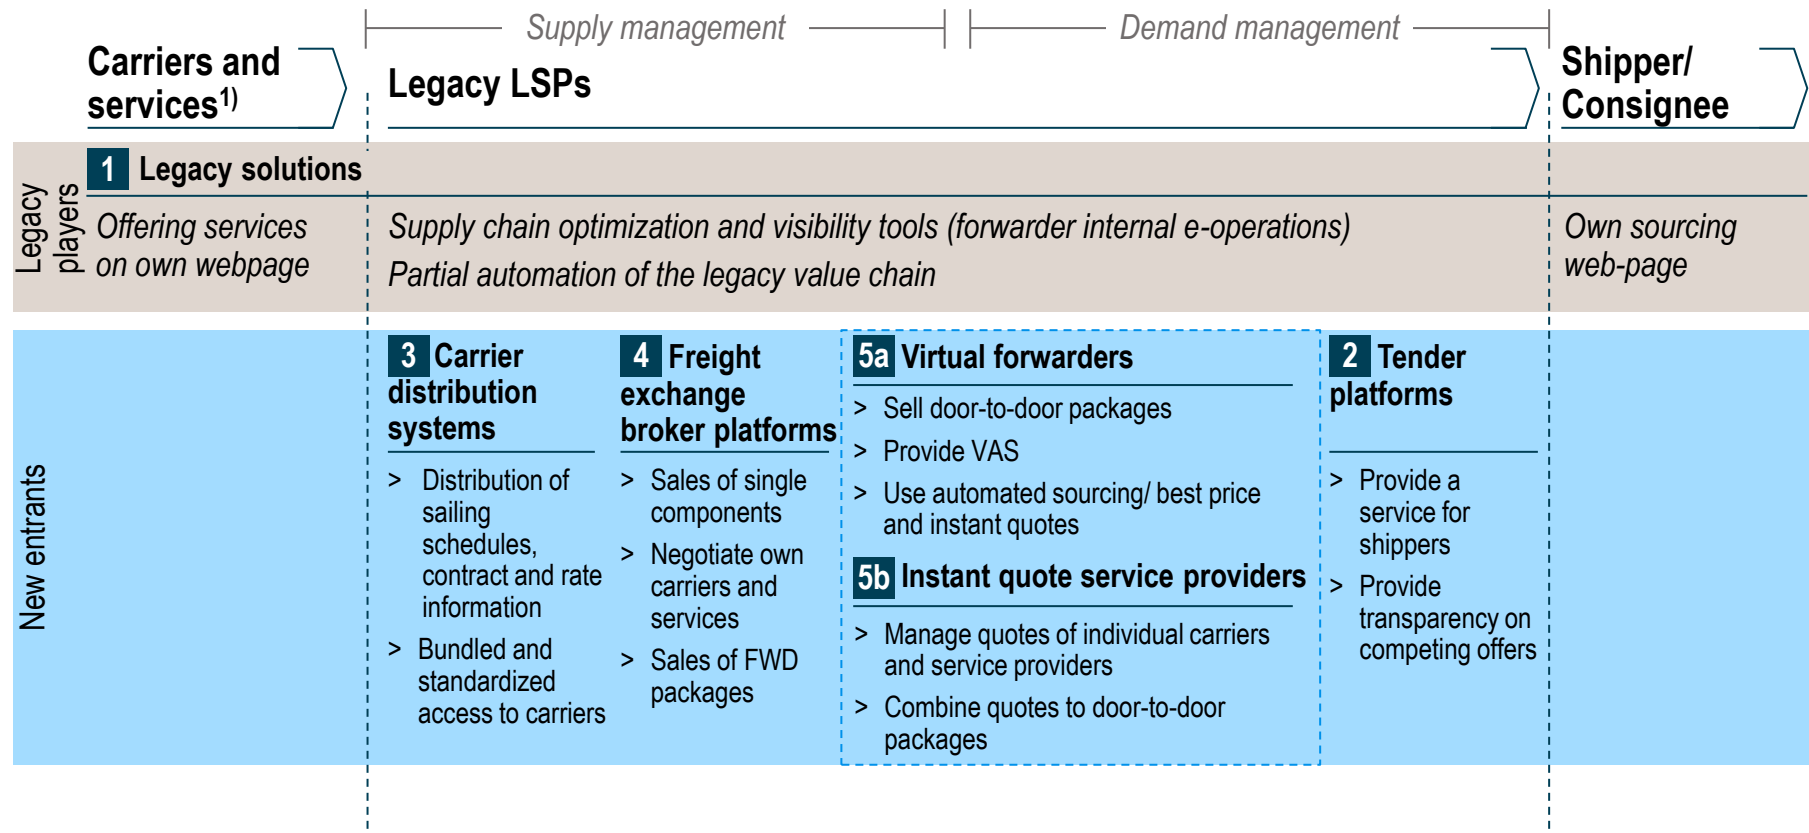 Supply management
Demand management
Carriers and
services1)
Legacy LSPs
Shipper/
Consignee
Legacy
players
1 Legacy solutions
Offering services
on own webpage
Supply chain optimization and visibility tools (forwarder internal e-operations)
Partial automation of the legacy value chain
Own sourcing
web-page
New entrants
3 Carrier
distribution
systems
> Distribution of
sailing
schedules,
contract and rate
information
> Bundled and
standardized
access to carriers
4 Freight
exchange
broker platforms
> Sales of single
components
> Negotiate own
carriers and
services
> Sales of FWD
packages
5a Virtual forwarders
> Sell door-to-door packages
> Provide VAS
> Use automated sourcing/ best price
and instant quotes
5b Instant quote service providers
> Manage quotes of individual carriers
and service providers
> Combine quotes to door-to-door
packages
2 Tender
platforms
> Provide a
service for
shippers
> Provide
transparency on
competing offers